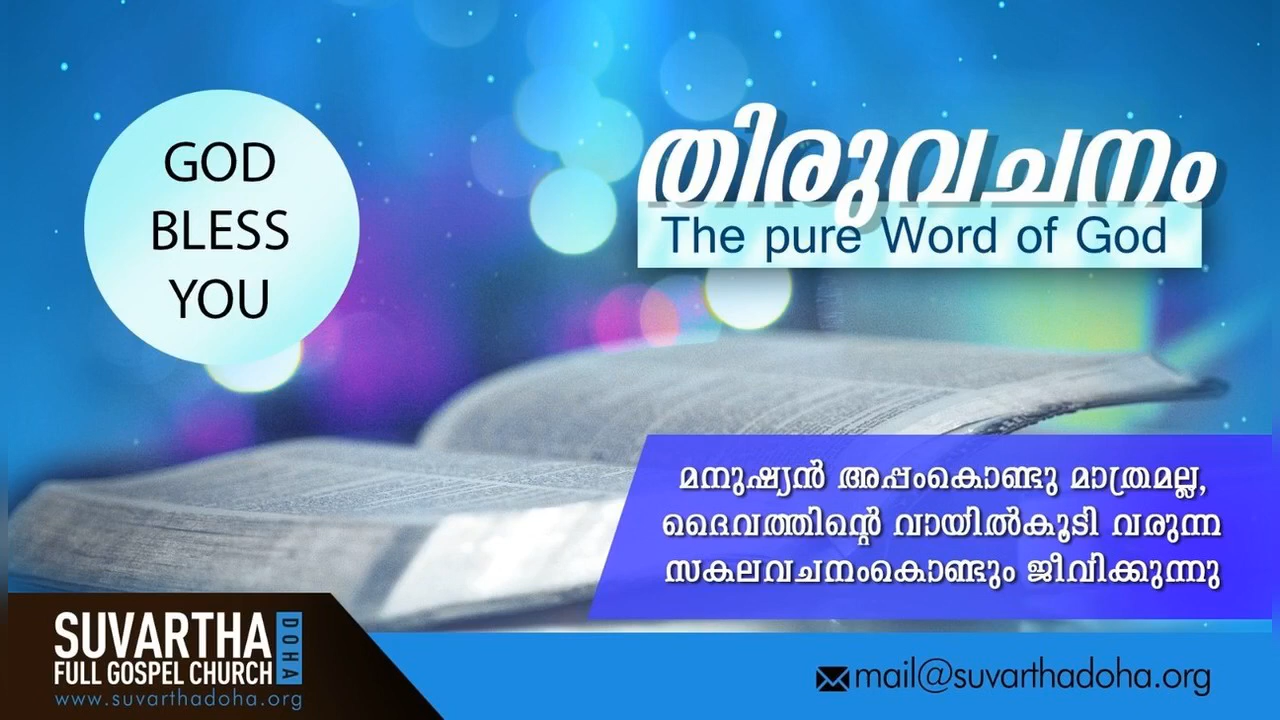 GOD
BLESS
YOU
തിരുവചനം
The pure Word of God
മനുഷ്യൻ അപ്പംകൊണ്ടു മാത്രമല്ല,
ദൈവത്തിന്റെ വായിൽകൂടി വരുന്ന
സകലവചനംകൊണ്ടും ജീവിക്കുന്നു
SUVARTHA DOHA
FULL GOSPEL CHURCH
www.suvarthadoha.org
mail@suvarthadoha.org